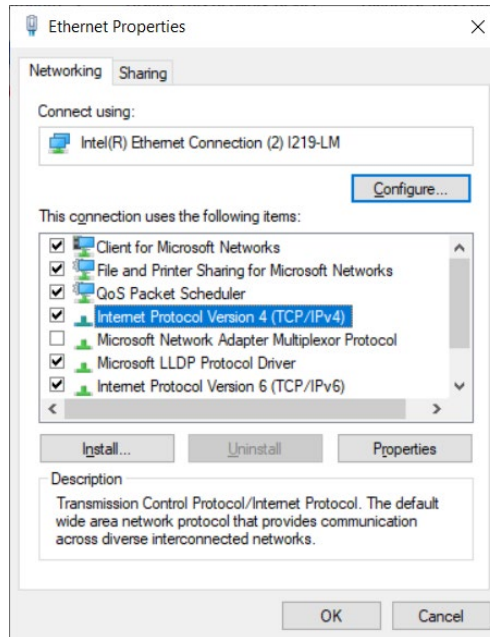 Ethernet Properties
Networking
Sharing
Connect using:
Intel(R) Ethernet Connection (2) I219-LM
Configure...
This connection uses the following items:
Client for Microsoft Networks
File and Printer Sharing for Microsoft Networks
QoS Packet Scheduler
Internet Protocol Version 4 (TCP/IPv4)
Microsoft Network Adapter Multiplexor Protocol
Microsoft LLDP Protocol Driver
Internet Protocol Version 6 (TCP/IPv6)
Install...
Uninstall
Properties
Description
Transmission Control Protocol/Internet Protocol. The default
wide area network protocol that provides communication
across diverse interconnected networks.
OK
Cancel